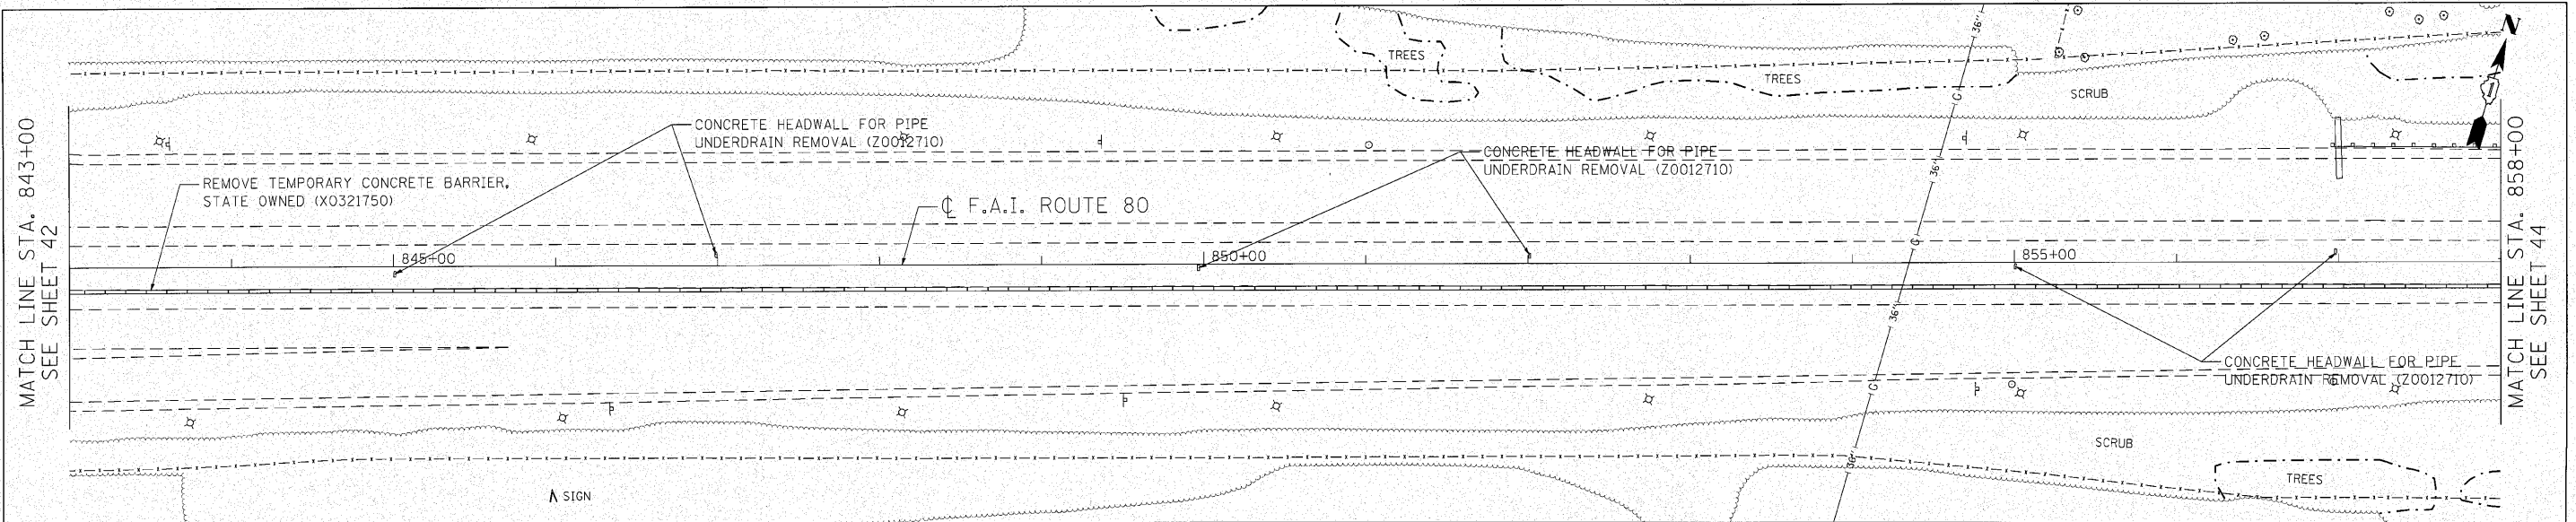 MATCH LINE STA. 843+00
SEE SHEET 42
REMOVE TEMPORARY CONCRETE BARRIER,
STATE OWNED (X0321750)
CONCRETE HEADWALL FOR PIPE
UNDERDRAIN REMOVAL (Z0012710)
℄ F.A.I. ROUTE 80
TREES
CONCRETE HEADWALL FOR PIPE
UNDERDRAIN REMOVAL (Z0012710)
TREES
SCRUB
N
36"
G
36"
G
36"
G
36"
845+00
850+00
855+00
CONCRETE HEADWALL FOR PIPE
UNDERDRAIN REMOVAL (Z0012710)
SCRUB
TREES
SIGN
MATCH LINE STA. 858+00
SEE SHEET 44